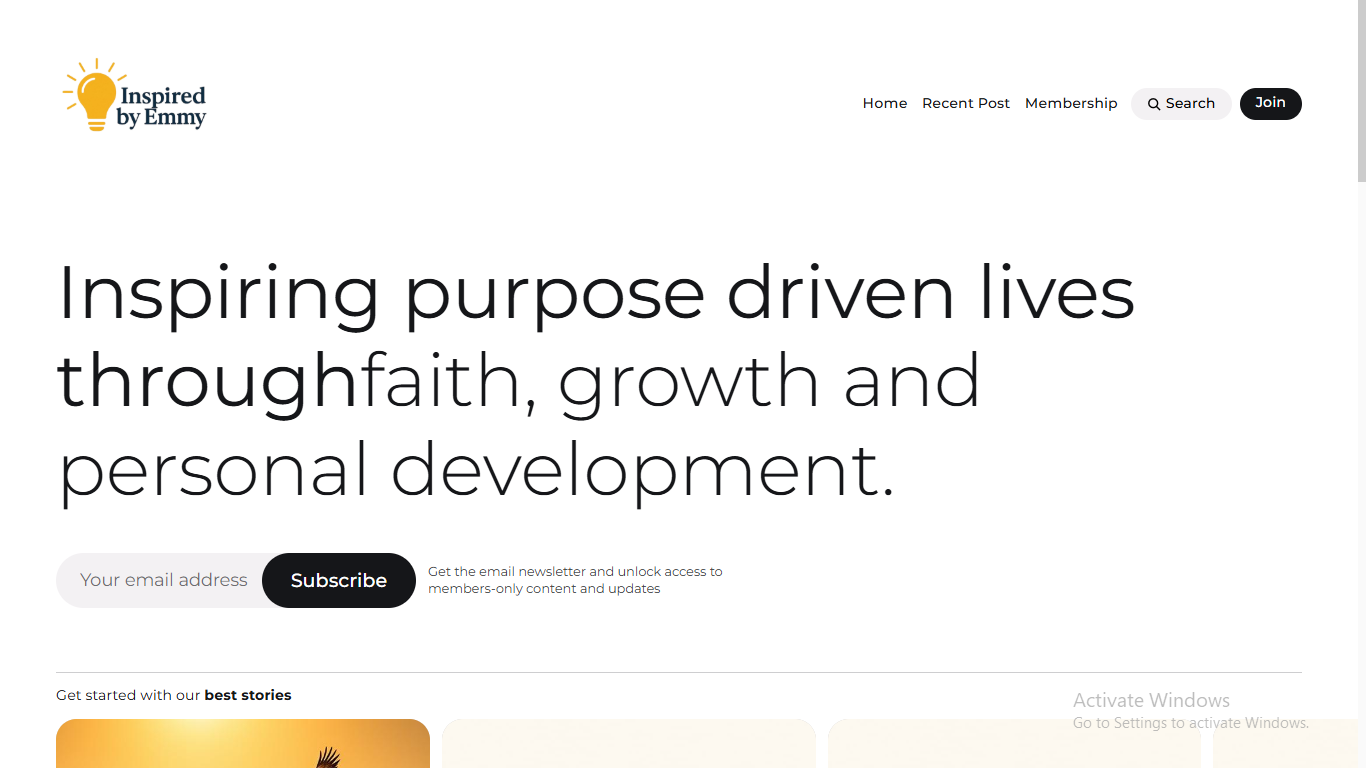 Inspired
by Emmy
Home Recent Post Membership Search Join
Inspiring purpose driven lives
throughfaith, growth and
personal development.
Your email address Subscribe
Get the email newsletter and unlock access to
members-only content and updates
Get started with our best stories
Activate Windows
Go to Settings to activate Windows.